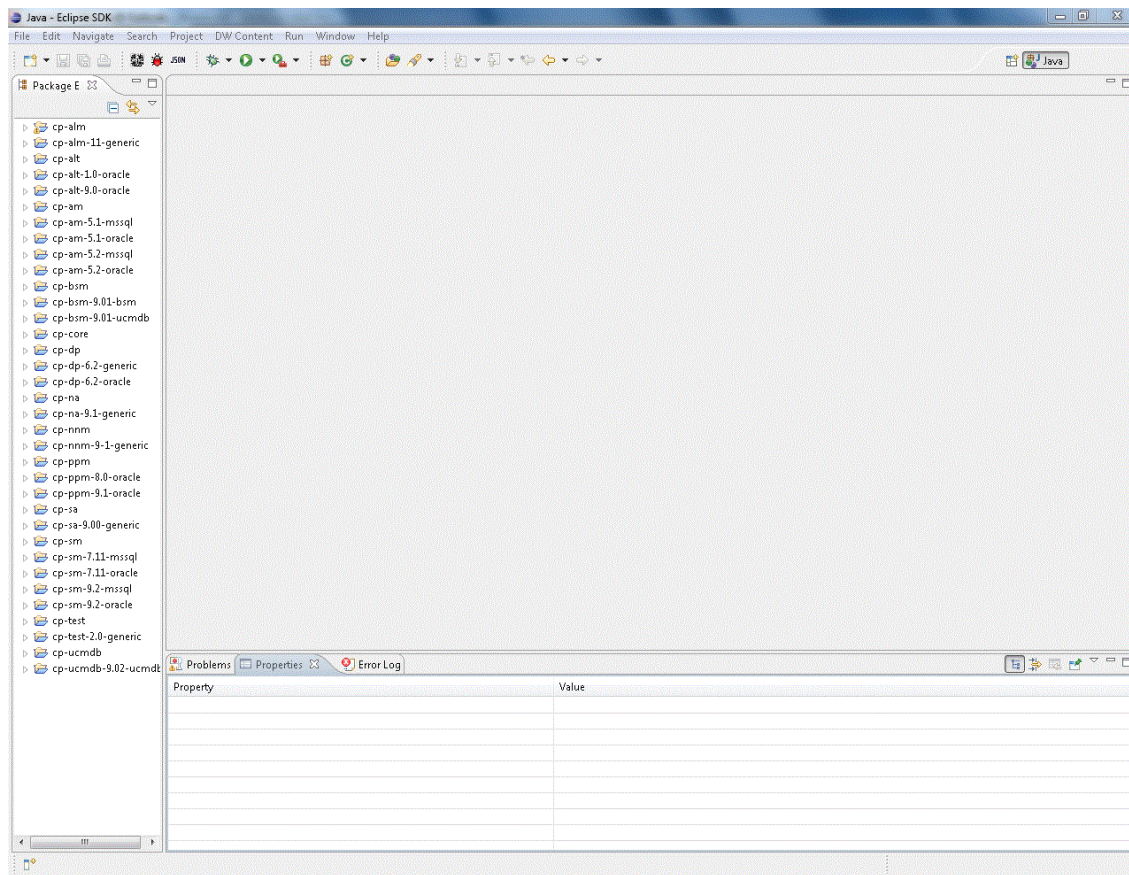 Java - Eclipse SDK
File Edit Navigate Search Project DW Content Run Window Help
JSON Java
Package E
cp-alm
cp-alm-11-generic
cp-alt
cp-alt-1.0-oracle
cp-alt-9.0-oracle
cp-am
cp-am-5.1-mssql
cp-am-5.1-oracle
cp-am-5.2-mssql
cp-am-5.2-oracle
cp-bsm
cp-bsm-9.01-bsm
cp-bsm-9.01-ucmdb
cp-core
cp-dp
cp-dp-6.2-generic
cp-dp-6.2-oracle
cp-na
cp-na-9.1-generic
cp-nnm
cp-nnm-9-1-generic
cp-ppm
cp-ppm-8.0-oracle
cp-ppm-9.1-oracle
cp-sa
cp-sa-9.00-generic
cp-sm
cp-sm-7.11-mssql
cp-sm-7.11-oracle
cp-sm-9.2-mssql
cp-sm-9.2-oracle
cp-test
cp-test-2.0-generic
cp-ucmdb
cp-ucmdb-9.02-ucmdb
Problems Properties Error Log
Property Value